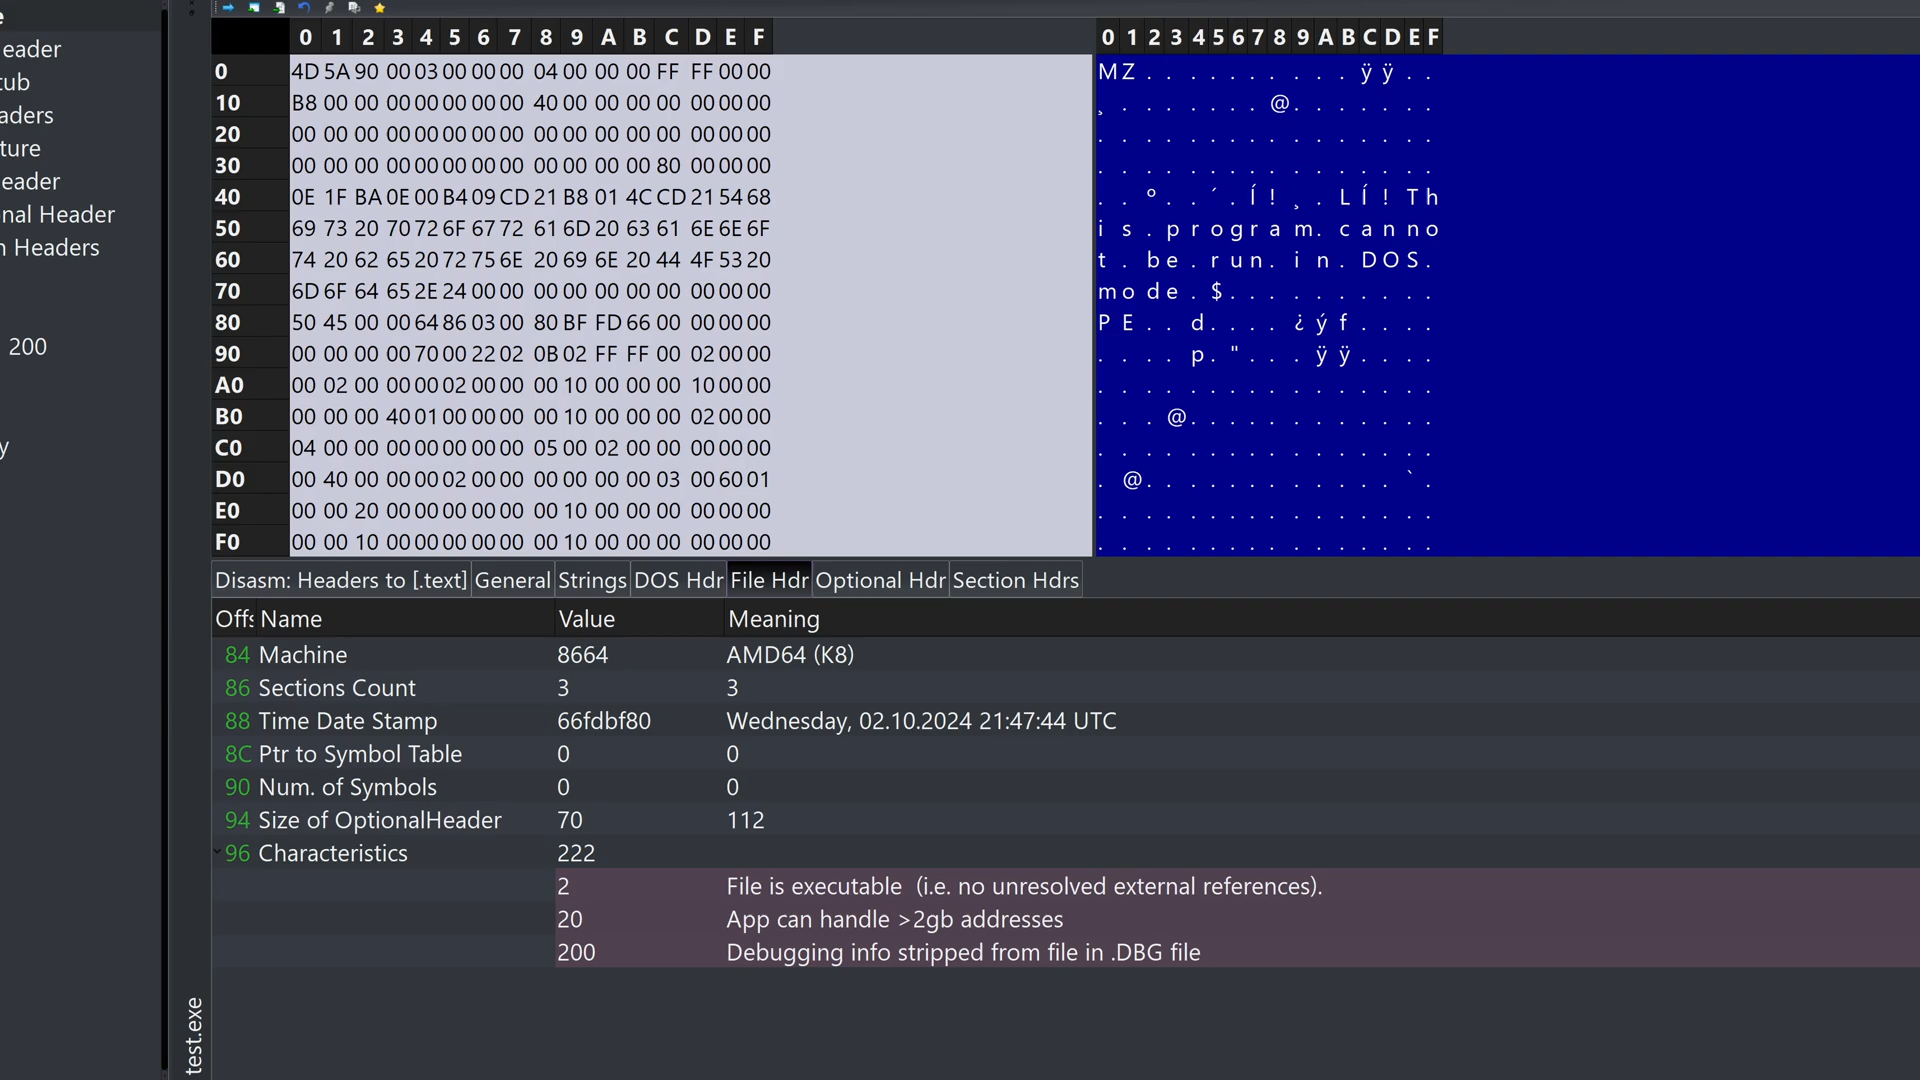 e
eader
tub
aders
ture
eader
nal Header
n Headers
200
y
test.exe
0 1 2 3 4 5 6 7 8 9 A B C D E F
0 4D 5A 90 00 03 00 00 00 04 00 00 00 FF FF 00 00
10 B8 00 00 00 00 00 00 00 40 00 00 00 00 00 00 00
20 00 00 00 00 00 00 00 00 00 00 00 00 00 00 00 00
30 00 00 00 00 00 00 00 00 00 00 00 00 80 00 00 00
40 0E 1F BA 0E 00 B4 09 CD 21 B8 01 4C CD 21 54 68
50 69 73 20 70 72 6F 67 72 61 6D 20 63 61 6E 6E 6F
60 74 20 62 65 20 72 75 6E 20 69 6E 20 44 4F 53 20
70 6D 6F 64 65 2E 24 00 00 00 00 00 00 00 00 00 00
80 50 45 00 00 64 86 03 00 80 BF FD 66 00 00 00 00
90 00 00 00 00 70 00 22 02 0B 02 FF FF 00 02 00 00
A0 00 02 00 00 00 02 00 00 00 10 00 00 00 10 00 00
B0 00 00 00 40 01 00 00 00 00 10 00 00 00 02 00 00
C0 04 00 00 00 00 00 00 00 05 00 02 00 00 00 00 00
D0 00 40 00 00 00 02 00 00 00 00 00 00 03 00 60 01
E0 00 00 20 00 00 00 00 00 00 10 00 00 00 00 00 00
F0 00 00 10 00 00 00 00 00 00 10 00 00 00 00 00 00
0 1 2 3 4 5 6 7 8 9 A B C D E F
M Z . . . . . . . . . . ÿ ÿ . .
¸ . . . . . . . @ . . . . . . .
. . . . . . . . . . . . . . . .
. . . . . . . . . . . . . . . .
. . º . . ´ . Í ! ¸ . L Í ! T h
i s . p r o g r a m . c a n n o
t . b e . r u n . i n . D O S .
m o d e . $ . . . . . . . . . .
P E . . d . . . . ¿ ý f . . . .
. . . . p . " . . . ÿ ÿ . . . .
. . . . . . . . . . . . . . . .
. . . @ . . . . . . . . . . . .
. . . . . . . . . . . . . . . .
. @ . . . . . . . . . . . . ` .
. . . . . . . . . . . . . . . .
. . . . . . . . . . . . . . . .
Disasm: Headers to [.text] General Strings DOS Hdr File Hdr Optional Hdr Section Hdrs
Offs Name Value Meaning
84 Machine 8664 AMD64 (K8)
86 Sections Count 3 3
88 Time Date Stamp 66fdbf80 Wednesday, 02.10.2024 21:47:44 UTC
8C Ptr to Symbol Table 0 0
90 Num. of Symbols 0 0
94 Size of OptionalHeader 70 112
96 Characteristics 222
2 File is executable (i.e. no unresolved external references).
20 App can handle >2gb addresses
200 Debugging info stripped from file in .DBG file